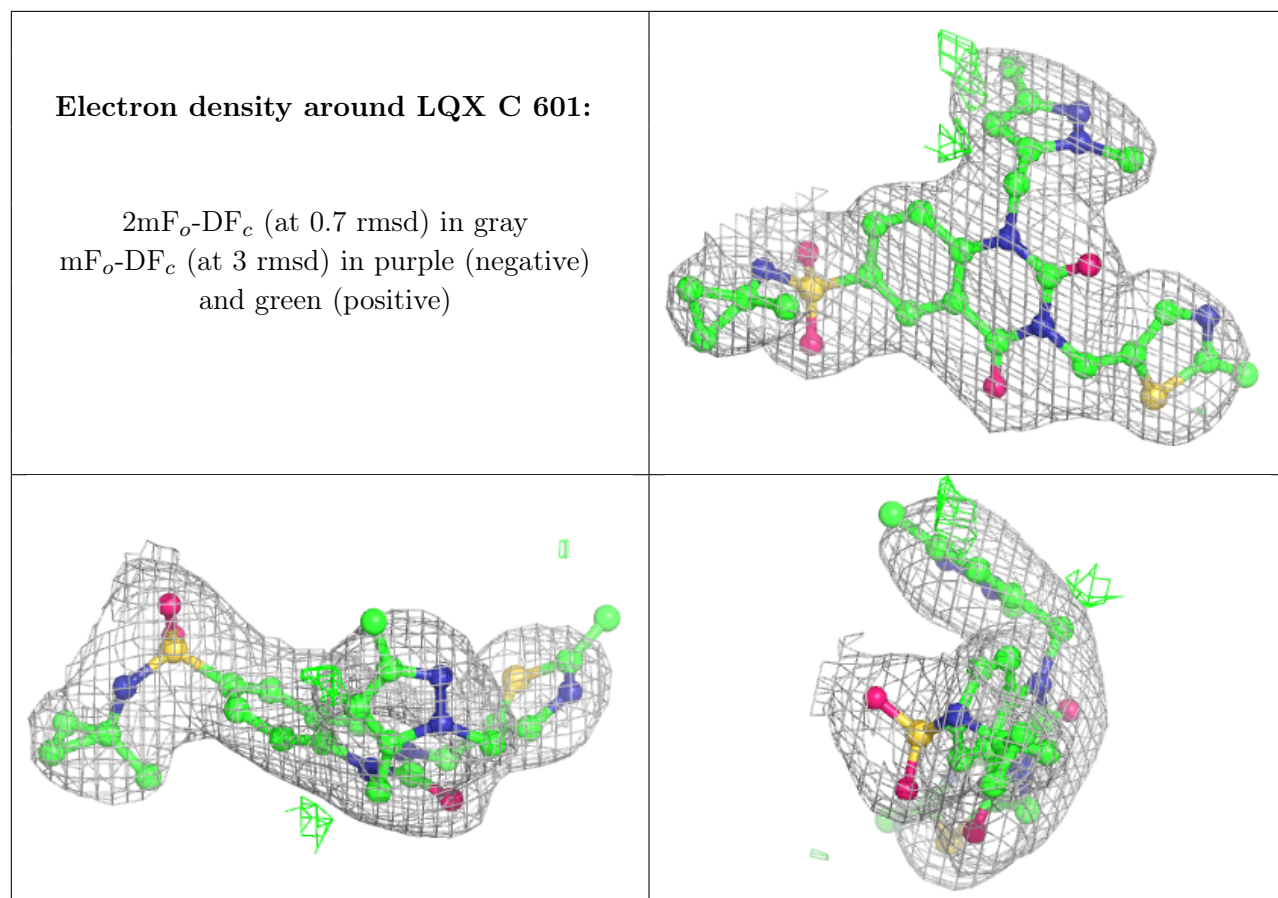 Electron density around LQX C 601:
2mFo-DFc (at 0.7 rmsd) in gray
mFo-DFc (at 3 rmsd) in purple (negative)
and green (positive)